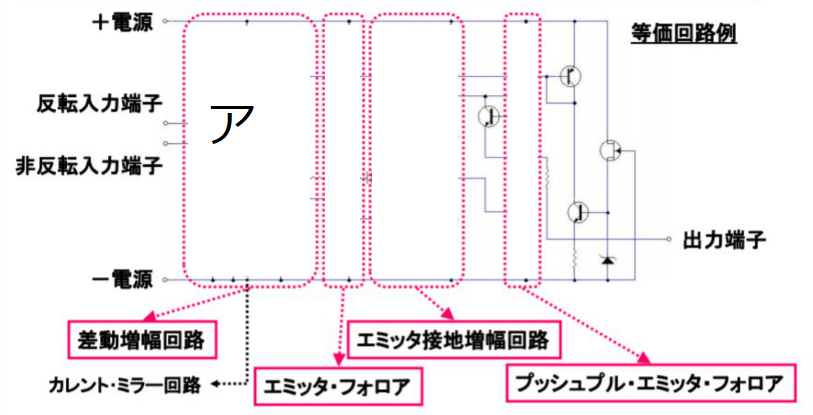 +電源
等価回路例
反転入力端子
ア
非反転入力端子
出力端子
-電源
差動増幅回路
エミッタ接地増幅回路
カレント・ミラー回路
エミッタ・フォロア
プッシュプル・エミッタ・フォロア